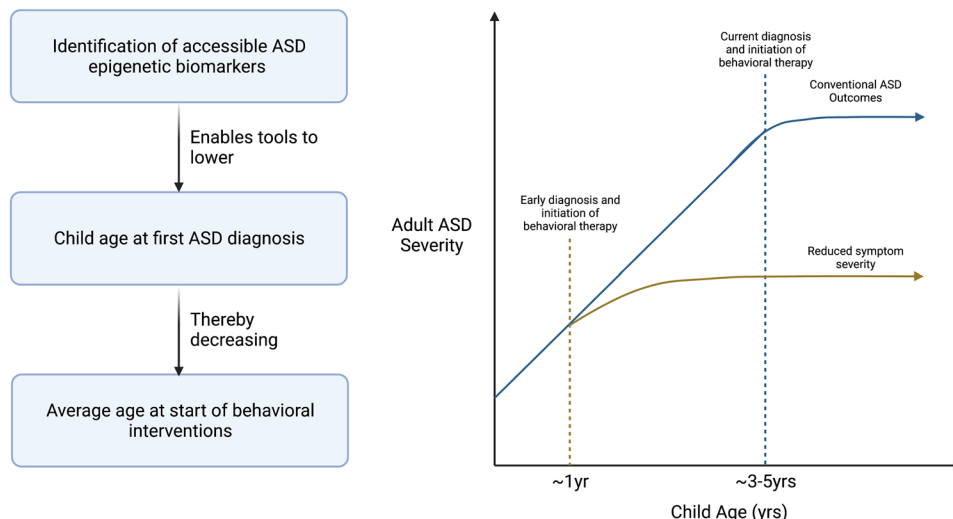 Identification of accessible ASD
epigenetic biomarkers
Enables tools to
lower
Child age at first ASD diagnosis
Thereby
decreasing
Average age at start of behavioral
interventions
Adult ASD
Severity
Early diagnosis and
initiation of
behavioral therapy
Current diagnosis
and initiation of
behavioral therapy
Conventional ASD
Outcomes
Reduced symptom
severity
~1yr
~3-5yrs
Child Age (yrs)